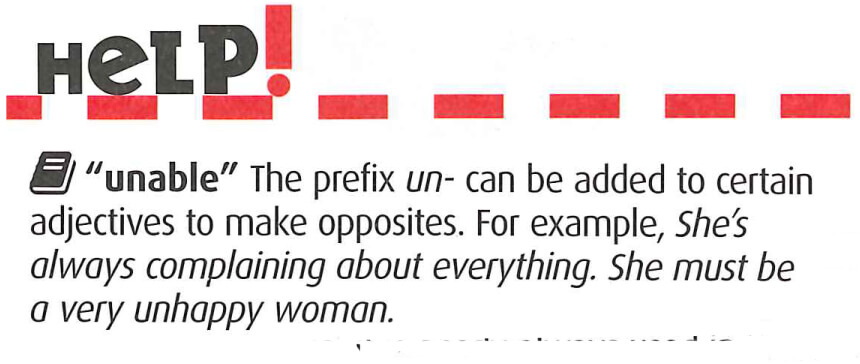 HELP!
"unable" The prefix un- can be added to certain
adjectives to make opposites. For example, She's
always complaining about everything. She must be
a very unhappy woman.